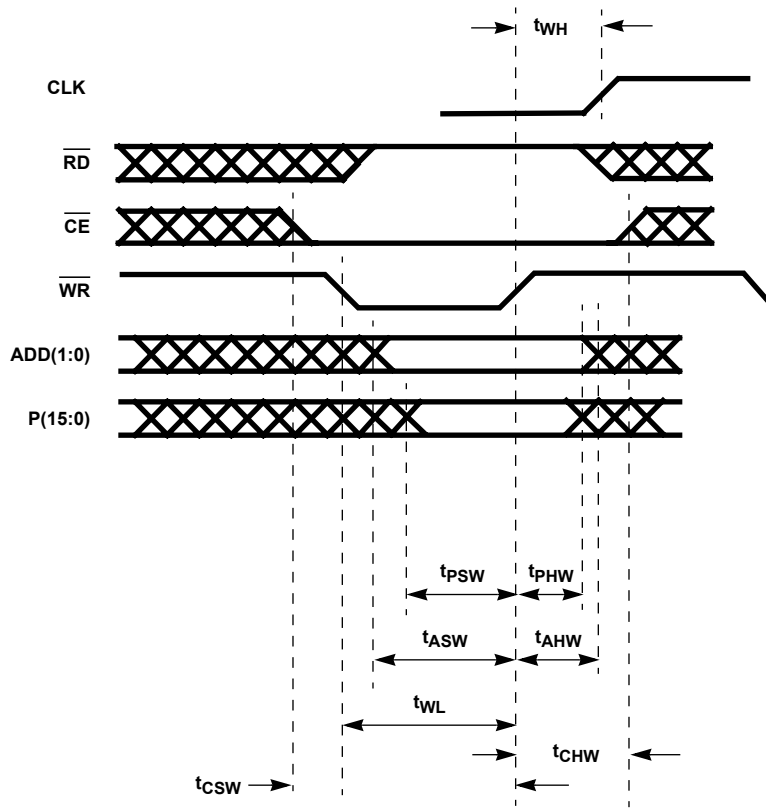 tWH
CLK
RD
CE
WR
ADD(1:0)
P(15:0)
tPSW tPHW
tASW tAHW
tWL
tCHW
tCSW